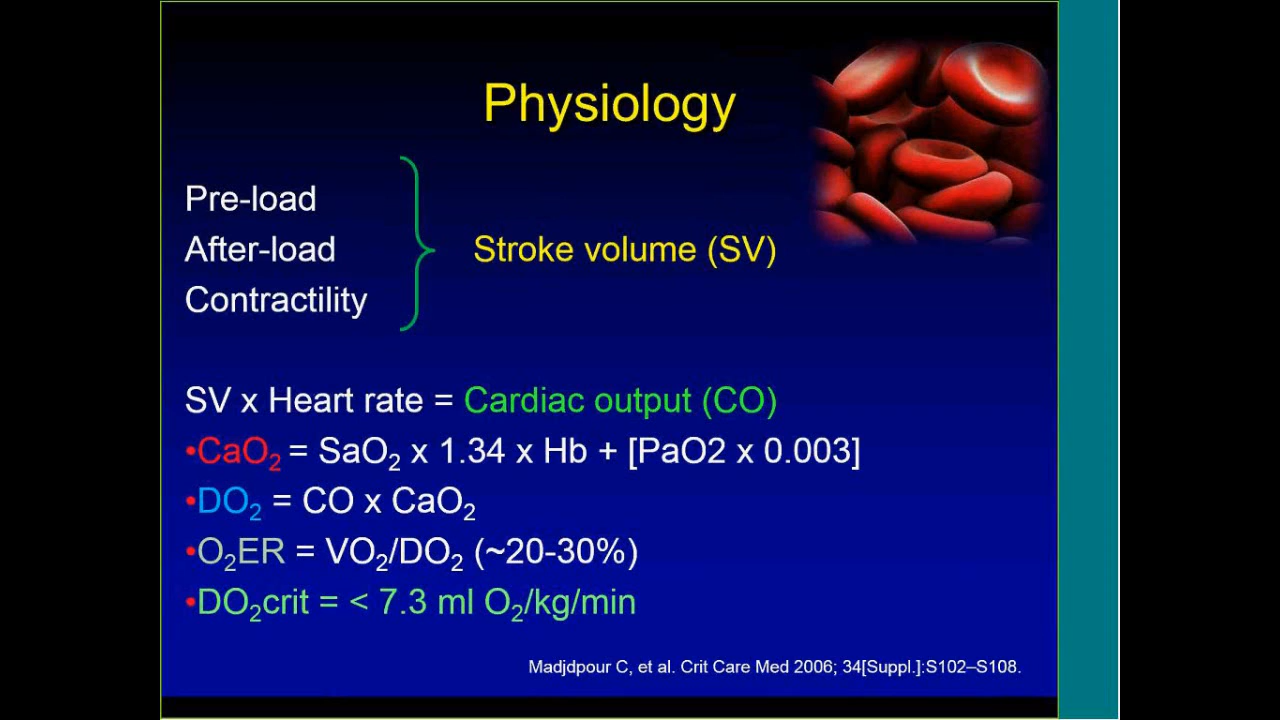 Physiology
Pre-load
After-load
Contractility
Stroke volume (SV)
SV x Heart rate = Cardiac output (CO)
•CaO₂ = SaO₂ x 1.34 x Hb + [PaO2 x 0.003]
•DO₂ = CO x CaO₂
•O₂ER = VO₂/DO₂ (~20-30%)
•DO₂crit = < 7.3 ml O₂/kg/min
Madjdpour C, et al. Crit Care Med 2006; 34[Suppl.]:S102–S108.